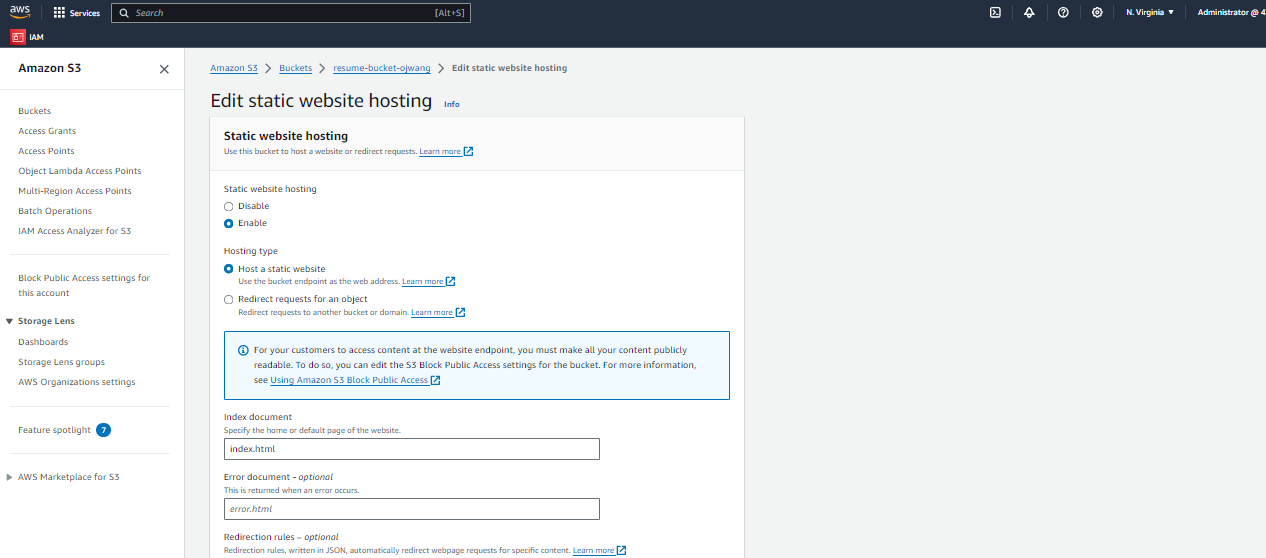 aws
Services
Search
[Alt+S]
N. Virginia
Administrator @ 4
IAM
Amazon S3
Buckets
Access Grants
Access Points
Object Lambda Access Points
Multi-Region Access Points
Batch Operations
IAM Access Analyzer for S3
Block Public Access settings for
this account
Storage Lens
Dashboards
Storage Lens groups
AWS Organizations settings
Feature spotlight 7
AWS Marketplace for S3
Amazon S3 > Buckets > resume-bucket-ojwang > Edit static website hosting
Edit static website hosting Info
Static website hosting
Use this bucket to host a website or redirect requests. Learn more
Static website hosting
Disable
Enable
Hosting type
Host a static website
Use the bucket endpoint as the web address. Learn more
Redirect requests for an object
Redirect requests to another bucket or domain. Learn more
For your customers to access content at the website endpoint, you must make all your content publicly
readable. To do so, you can edit the S3 Block Public Access settings for the bucket. For more information,
see Using Amazon S3 Block Public Access
Index document
Specify the home or default page of the website.
index.html
Error document - optional
This is returned when an error occurs.
error.html
Redirection rules – optional
Redirection rules, written in JSON, automatically redirect webpage requests for specific content. Learn more